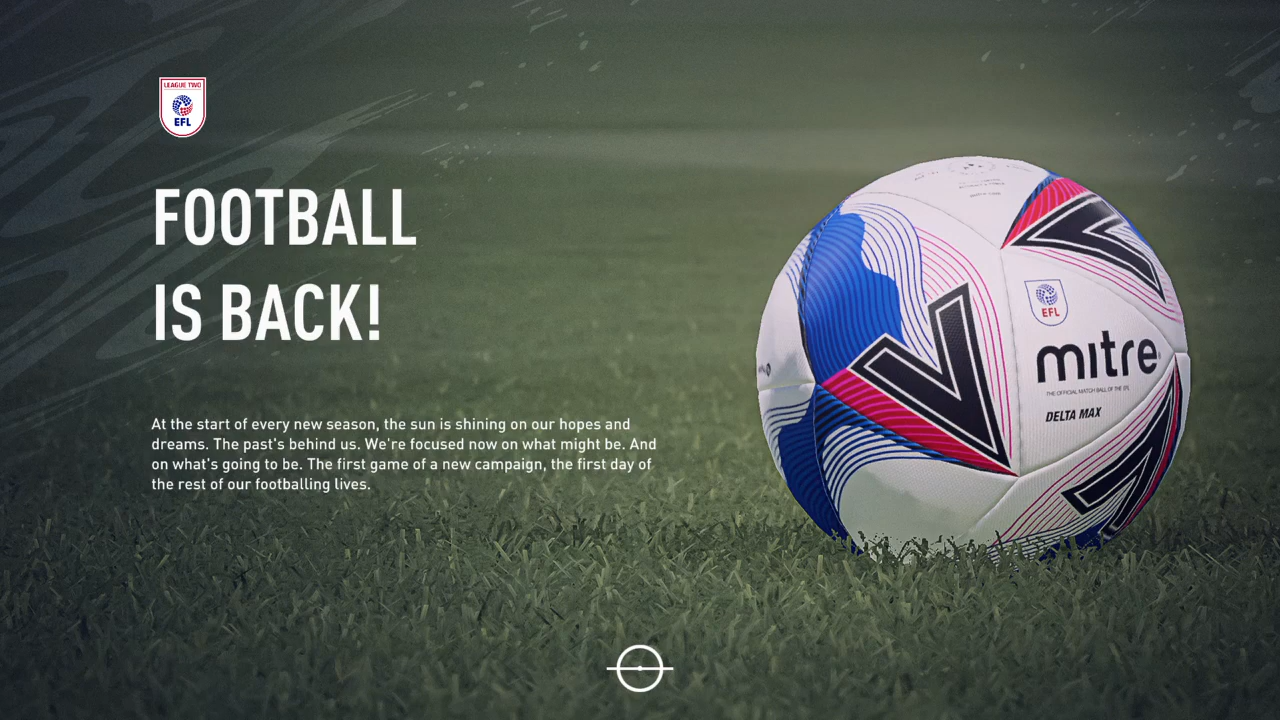 LEAGUE TWO
EFL
FOOTBALL
IS BACK!
At the start of every new season, the sun is shining on our hopes and
dreams. The past's behind us. We're focused now on what might be. And
on what's going to be. The first game of a new campaign, the first day of
the rest of our footballing lives.
EFL
mitre
THE OFFICIAL MATCH BALL OF THE EFL
DELTA MAX